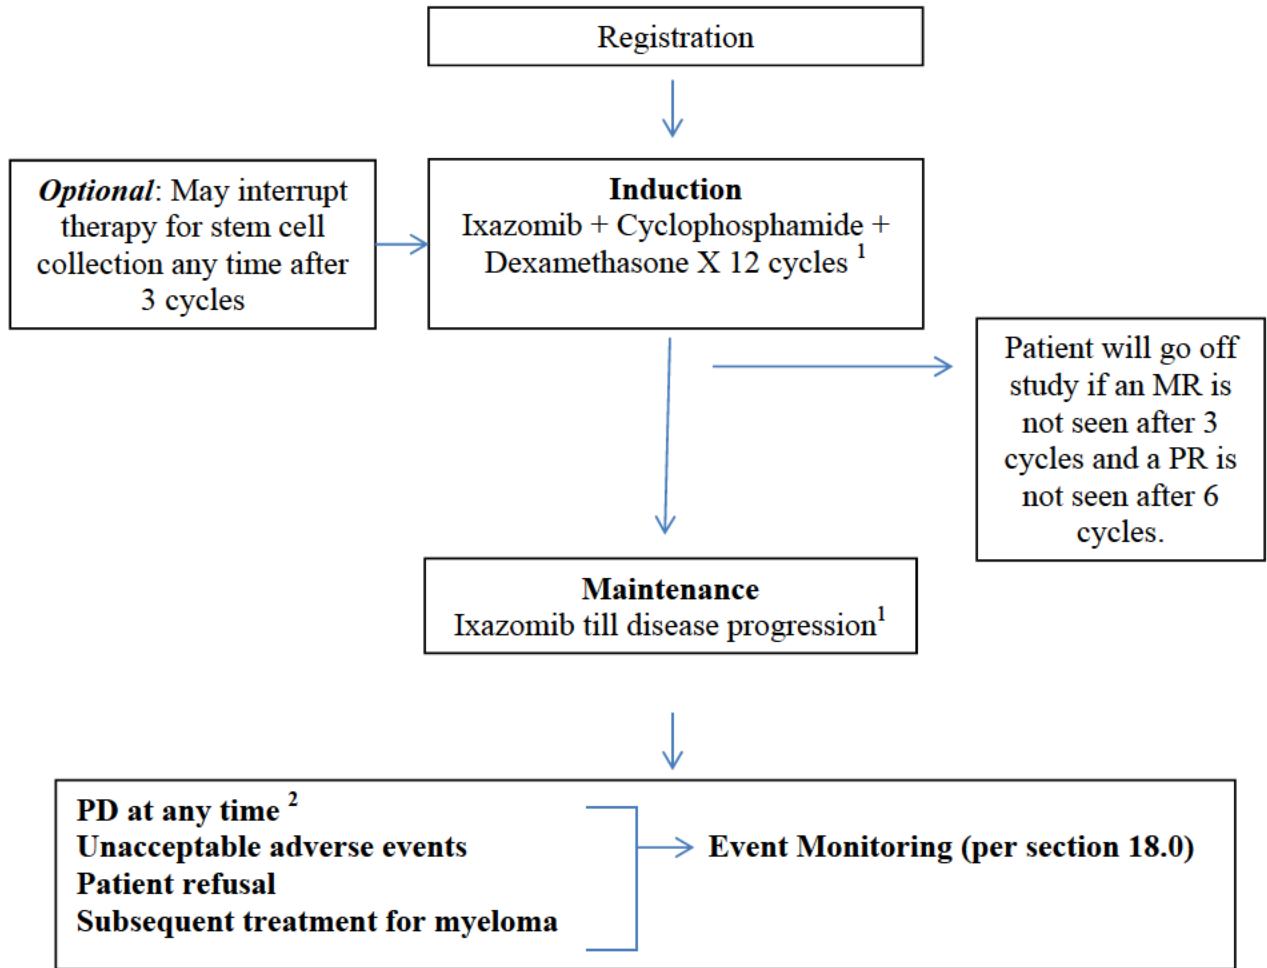 Registration
Optional: May interrupt
therapy for stem cell
collection any time after
3 cycles
Induction
Ixazomib + Cyclophosphamide +
Dexamethasone X 12 cycles 1
Patient will go off
study if an MR is
not seen after 3
cycles and a PR is
not seen after 6
cycles.
Maintenance
Ixazomib till disease progression1
PD at any time 2
Unacceptable adverse events
Patient refusal
Subsequent treatment for myeloma
Event Monitoring (per section 18.0)